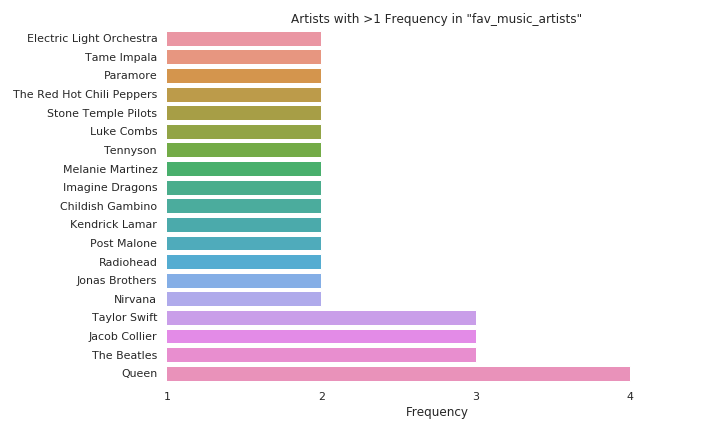 Artists with >1 Frequency in "fav_music_artists"
Electric Light Orchestra
Tame Impala
Paramore
The Red Hot Chili Peppers
Stone Temple Pilots
Luke Combs
Tennyson
Melanie Martinez
Imagine Dragons
Childish Gambino
Kendrick Lamar
Post Malone
Radiohead
Jonas Brothers
Nirvana
Taylor Swift
Jacob Collier
The Beatles
Queen
1 2 3 4
Frequency